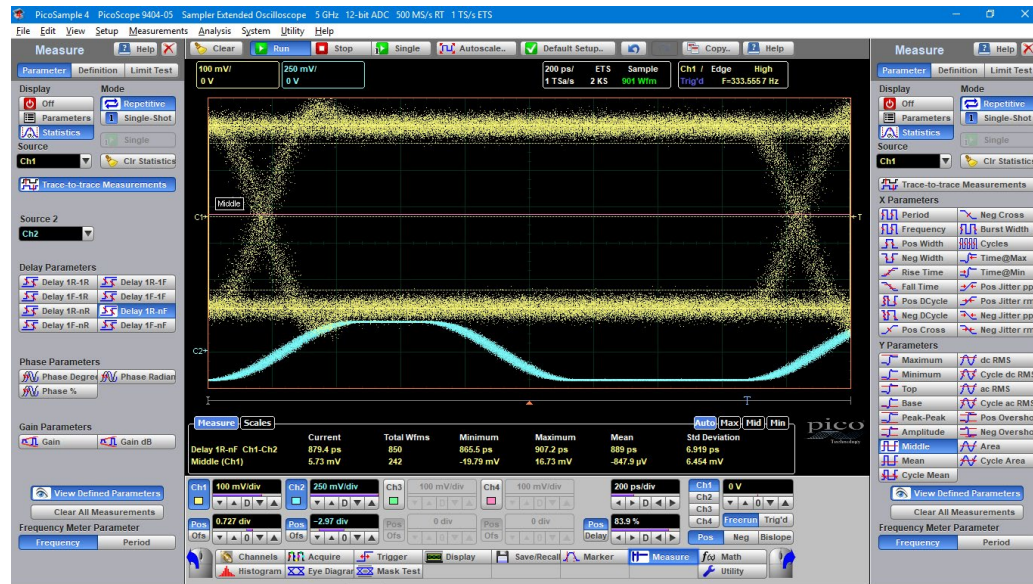 PicoSample 4 PicoScope 9404-05 Sampler Extended Oscilloscope 5 GHz 12-bit ADC 500 MS/s RT 1 TS/s ETS
File Edit View Setup Measurements Analysis System Utility Help
Measure Help
Clear Run Stop Single Autoscale.. Default Setup.. Copy.. Help
Measure Help
Parameter Definition Limit Test
Display Mode
Off Repetitive
Parameters Single-Shot
Statistics Single
Source
Ch1 Clr Statistics
Trace-to-trace Measurements
Source 2
Ch2
Delay Parameters
Delay 1R-1R Delay 1R-1F
Delay 1F-1R Delay 1F-1F
Delay 1R-nR Delay 1R-nF
Delay 1F-nR Delay 1F-nF
Phase Parameters
Phase Degree Phase Radian
Phase %
Gain Parameters
Gain Gain dB
View Defined Parameters
Clear All Measurements
Frequency Meter Parameter
Frequency Period
100 mV/ 250 mV/ 200 ps/ ETS Sample Ch1 / Edge High
0 V 0 V 1 TSa/s 2 KS 901 Wfm Trig'd F=333.555 7 Hz
Middle
C1+
T
C2+
T
Measure Scales Auto Max Mid Min
Current Total Wfms Minimum Maximum Mean Std Deviation
Delay 1R-nF Ch1-Ch2 879.4 ps 850 865.5 ps 907.2 ps 889 ps 6.919 ps
Middle (Ch1) 5.73 mV 242 -19.79 mV 16.73 mV -847.9 µV 6.454 mV
pico
Technology
Ch1 100 mV/div Ch2 250 mV/div Ch3 100 mV/div Ch4 100 mV/div 200 ps/div Ch1 0 V
D D D D D Ch2 0
Ch3
Pos 0.727 div Pos -2.97 div Pos 0 div Pos 0 div Pos 83.9 % Ch4 Freerun Trig'd
Ofs 0 Ofs 0 Ofs Ofs Delay D Pos Neg Bislope
Channels Acquire Trigger Display Save/Recall Marker Measure f(x) Math
Histogram Eye Diagram Mask Test Utility
Parameter Definition Limit Test
Display Mode
Off Repetitive
Parameters Single-Shot
Statistics Single
Source
Ch1 Clr Statistics
Trace-to-trace Measurements
X Parameters
Period Neg Cross
Frequency Burst Width
Pos Width Cycles
Neg Width Time@Max
Rise Time Time@Min
Fall Time Pos Jitter pp
Pos DCycle Pos Jitter rm
Neg DCycle Neg Jitter pp
Pos Cross Neg Jitter rm
Y Parameters
Maximum dc RMS
Minimum Cycle dc RMS
Top ac RMS
Base Cycle ac RMS
Peak-Peak Pos Oversho
Amplitude Neg Oversho
Middle Area
Mean Cycle Area
Cycle Mean
View Defined Parameters
Clear All Measurements
Frequency Meter Parameter
Frequency Period